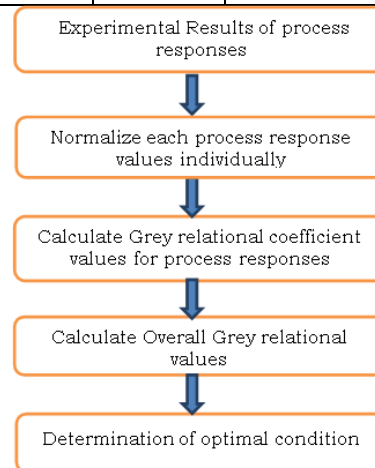 Experimental Results of process
responses
Normalize each process response
values individually
Calculate Grey relational coefficient
values for process responses
Calculate Overall Grey relational
values
Determination of optimal condition